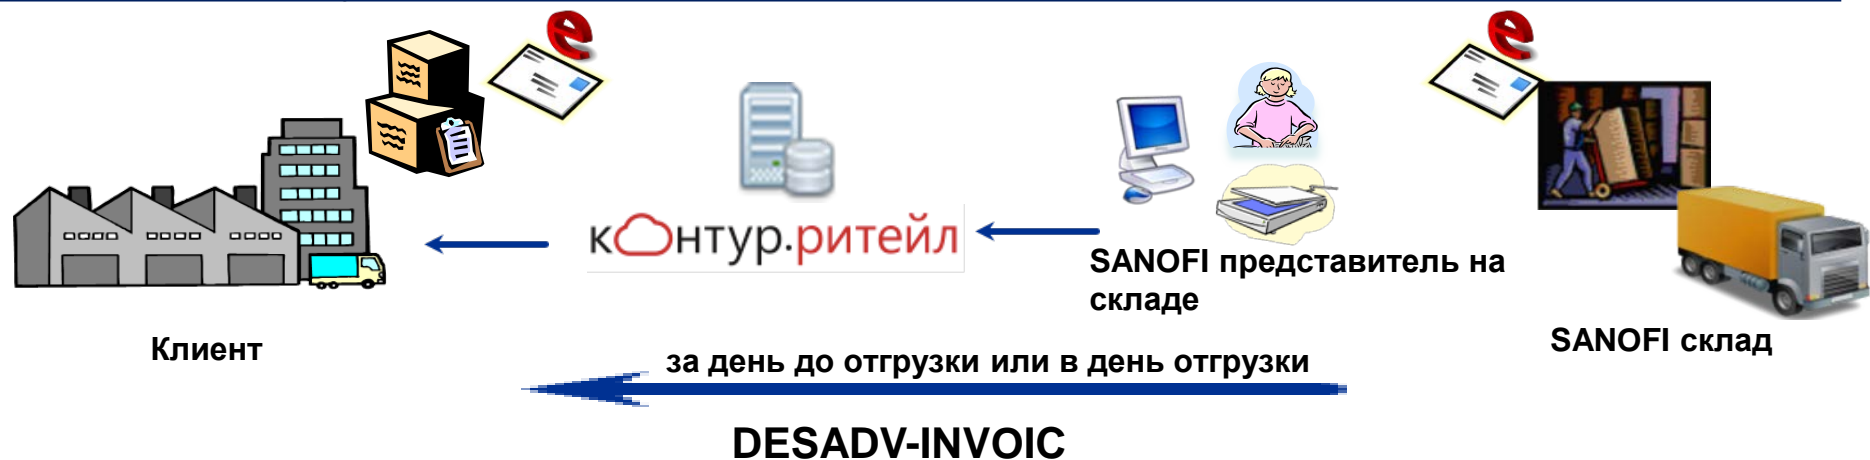 e
e
контур.ритейл
SANOFI представитель на
складе
Клиент
SANOFI склад
за день до отгрузки или в день отгрузки
DESADV-INVOIC